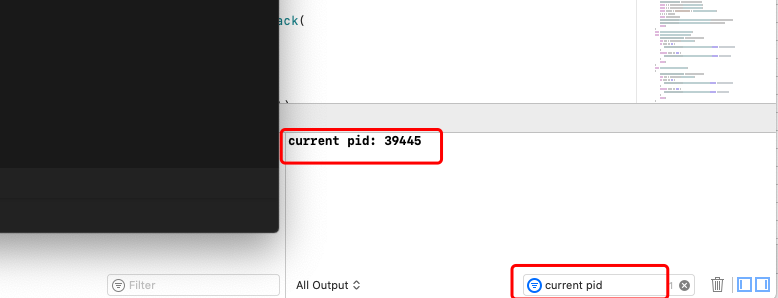 ack(
current pid: 39445
Filter
All Output
current pid